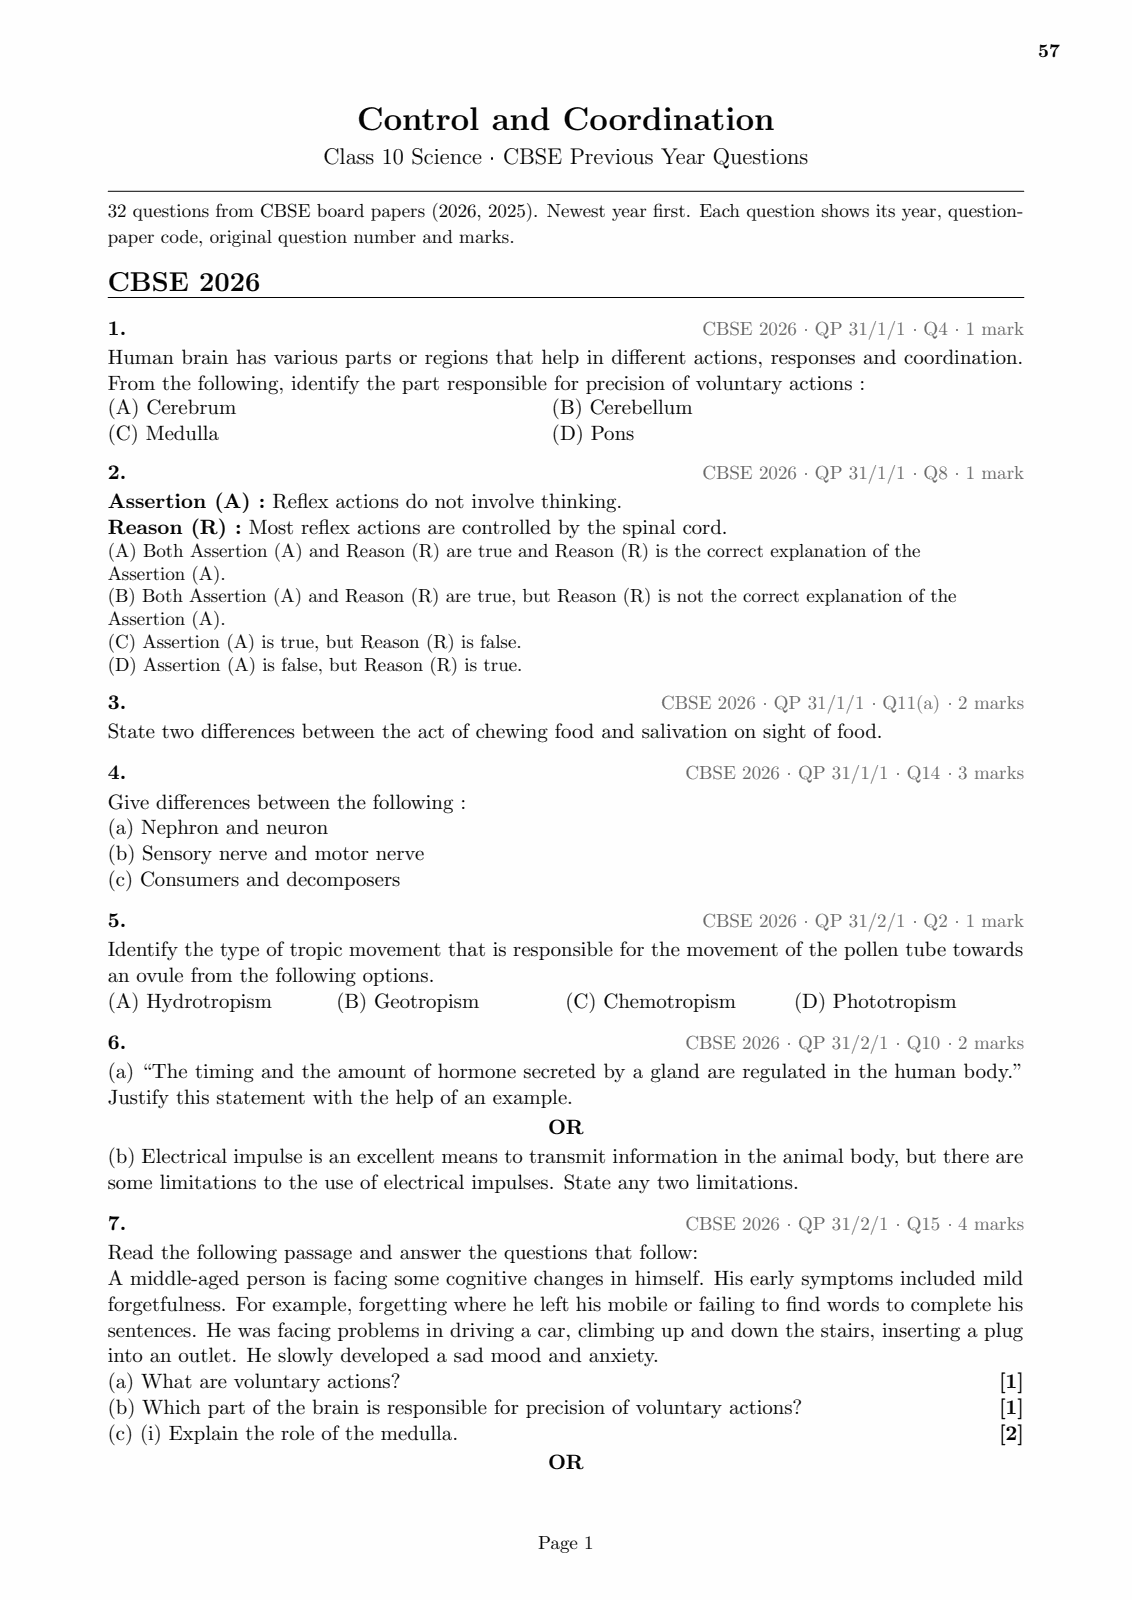 57
Control and Coordination
Class 10 Science · CBSE Previous Year Questions
32 questions from CBSE board papers (2026, 2025). Newest year first. Each question shows its year, question-
paper code, original question number and marks.
CBSE 2026
1. CBSE 2026 · QP 31/1/1 · Q4 · 1 mark
Human brain has various parts or regions that help in different actions, responses and coordination.
From the following, identify the part responsible for precision of voluntary actions :
(A) Cerebrum (B) Cerebellum
(C) Medulla (D) Pons
2. CBSE 2026 · QP 31/1/1 · Q8 · 1 mark
Assertion (A) : Reflex actions do not involve thinking.
Reason (R) : Most reflex actions are controlled by the spinal cord.
(A) Both Assertion (A) and Reason (R) are true and Reason (R) is the correct explanation of the
Assertion (A).
(B) Both Assertion (A) and Reason (R) are true, but Reason (R) is not the correct explanation of the
Assertion (A).
(C) Assertion (A) is true, but Reason (R) is false.
(D) Assertion (A) is false, but Reason (R) is true.
3. CBSE 2026 · QP 31/1/1 · Q11(a) · 2 marks
State two differences between the act of chewing food and salivation on sight of food.
4. CBSE 2026 · QP 31/1/1 · Q14 · 3 marks
Give differences between the following :
(a) Nephron and neuron
(b) Sensory nerve and motor nerve
(c) Consumers and decomposers
5. CBSE 2026 · QP 31/2/1 · Q2 · 1 mark
Identify the type of tropic movement that is responsible for the movement of the pollen tube towards
an ovule from the following options.
(A) Hydrotropism (B) Geotropism (C) Chemotropism (D) Phototropism
6. CBSE 2026 · QP 31/2/1 · Q10 · 2 marks
(a) “The timing and the amount of hormone secreted by a gland are regulated in the human body.”
Justify this statement with the help of an example.
OR
(b) Electrical impulse is an excellent means to transmit information in the animal body, but there are
some limitations to the use of electrical impulses. State any two limitations.
7. CBSE 2026 · QP 31/2/1 · Q15 · 4 marks
Read the following passage and answer the questions that follow:
A middle-aged person is facing some cognitive changes in himself. His early symptoms included mild
forgetfulness. For example, forgetting where he left his mobile or failing to find words to complete his
sentences. He was facing problems in driving a car, climbing up and down the stairs, inserting a plug
into an outlet. He slowly developed a sad mood and anxiety.
(a) What are voluntary actions? [1]
(b) Which part of the brain is responsible for precision of voluntary actions? [1]
(c) (i) Explain the role of the medulla. [2]
OR
Page 1